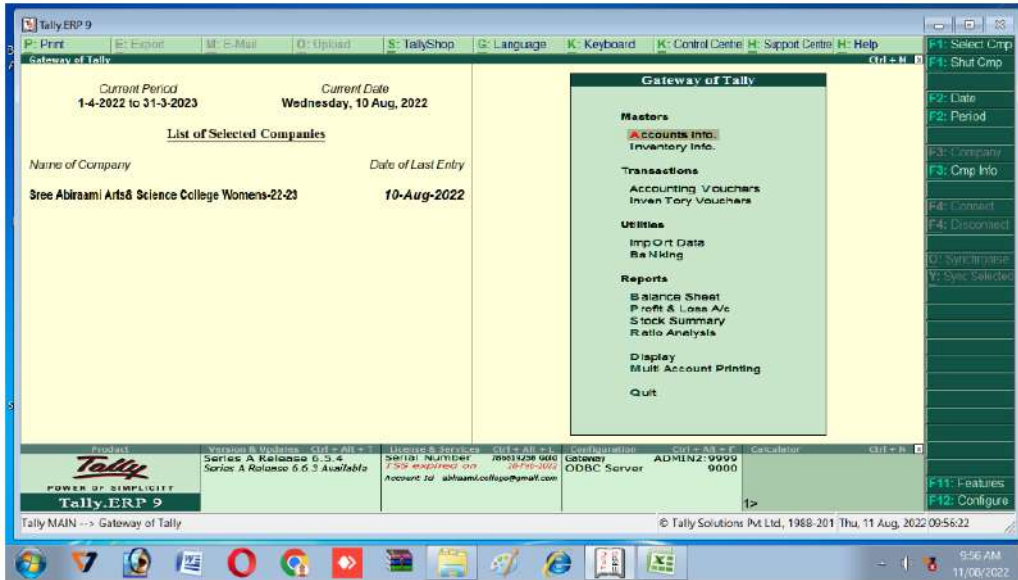 Tally.ERP 9
P: Print E: Export M: E-Mail O: Upload S: TallyShop G: Language K: Keyboard K: Control Centre H: Support Centre H: Help
Gateway of Tally Ctrl + M
Current Period Current Date
1-4-2022 to 31-3-2023 Wednesday, 10 Aug, 2022
List of Selected Companies
Name of Company Date of Last Entry
Sree Abiraami Arts& Science College Womens-22-23 10-Aug-2022
Gateway of Tally
Masters
Accounts Info.
Inventory Info.
Transactions
Accounting Vouchers
InvenTory Vouchers
Utilities
ImpOrt Data
BaNking
Reports
Balance Sheet
Profit & Loss A/c
Stock Summary
Ratio Analysis
Display
Multi Account Printing
Quit
F1: Select Cmp
F1: Shut Cmp
F2: Date
F2: Period
F3: Company
F3: Cmp Info
F4: Connect
F4: Disconnect
O: Synchronise
Y: Sync Selected
F11: Features
F12: Configure
Product
Tally
POWER OF SIMPLICITY
Tally.ERP 9
Version & Updates Ctrl + Alt + T
Series A Release 6.5.4
Series A Release 6.6.3 Available
License & Services Ctrl + Alt + L
Serial Number Gold
TSS expired on
Account Id
Configuration Ctrl + Alt + F
Gateway ADMIN2:9999
ODBC Server 9000
Calculator Ctrl + N
1>
Tally MAIN --> Gateway of Tally © Tally Solutions Pvt Ltd, 1988-201 Thu, 11 Aug, 2022 09:56:22
9:56 AM
11/08/2022